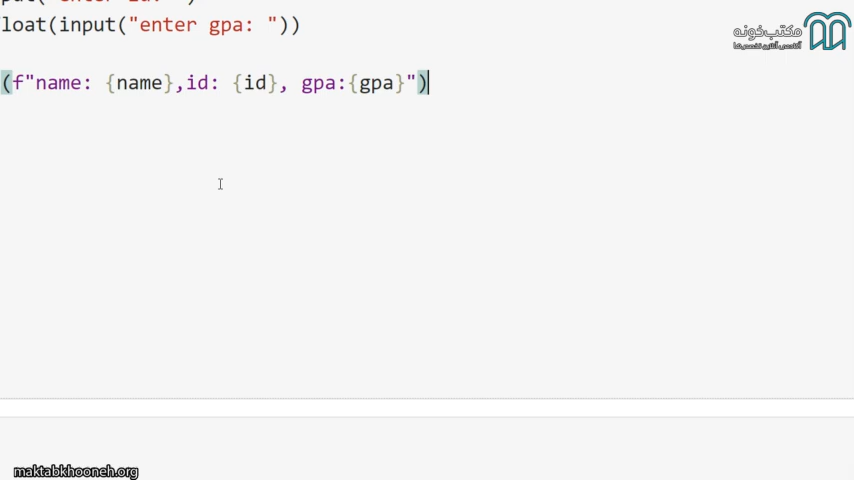 loat(input("enter gpa: "))
(f"name: {name},id: {id}, gpa:{gpa}")
مکتب‌خونه
maktabkhooneh.org